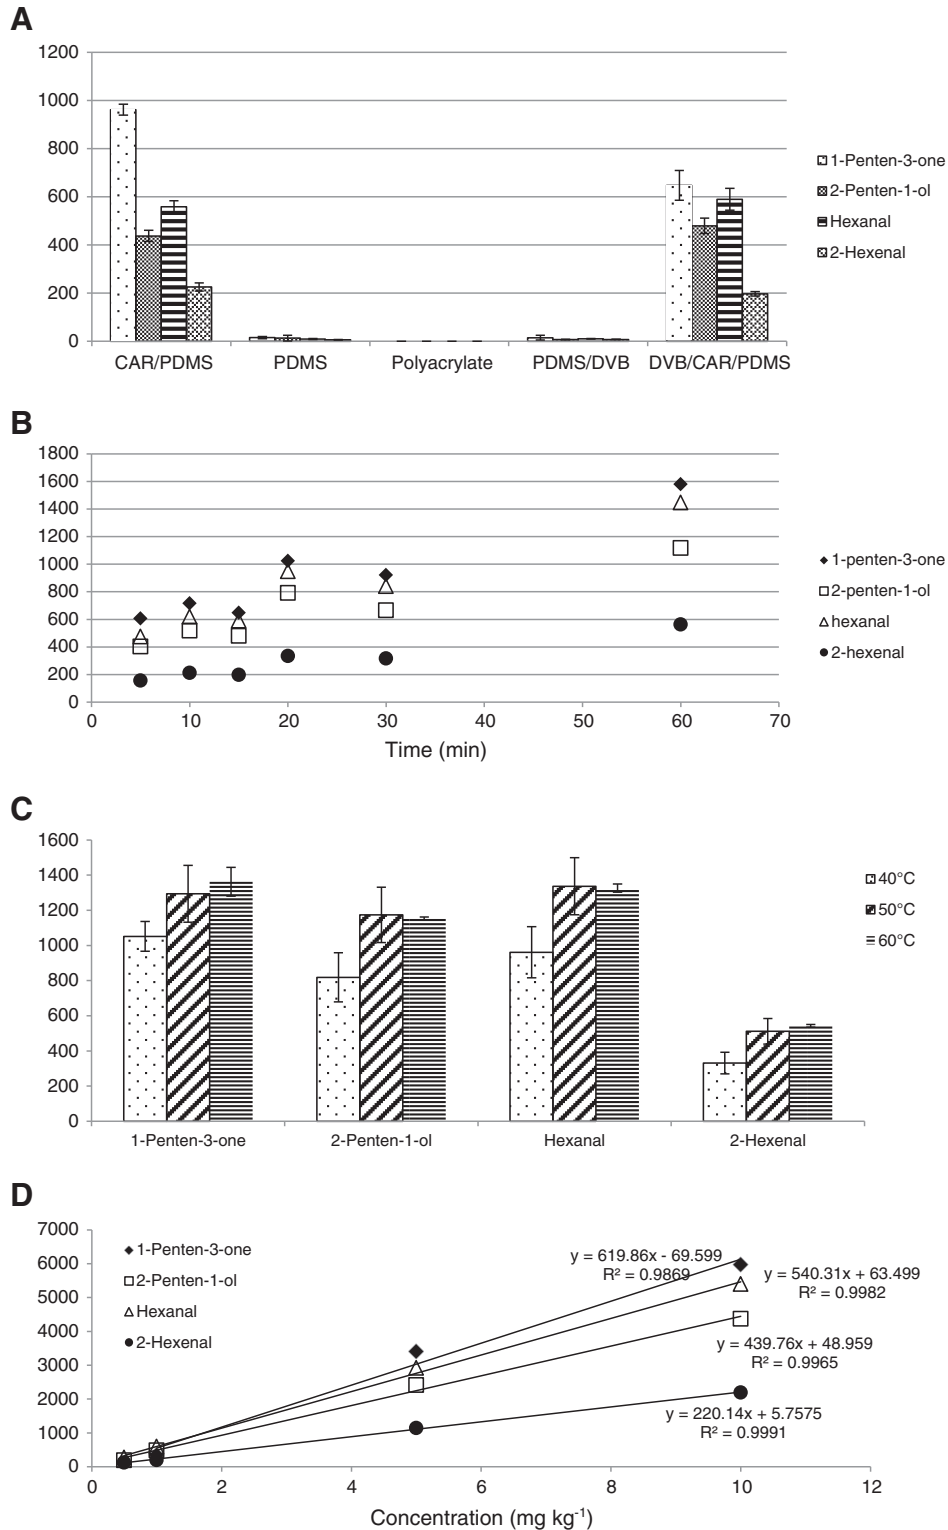 A
1200
1000
800
600
400
200
0
CAR/PDMS
PDMS
Polyacrylate
PDMS/DVB
DVB/CAR/PDMS
1-Penten-3-one
2-Penten-1-ol
Hexanal
2-Hexenal
B
1800
1600
1400
1200
1000
800
600
400
200
0
0
10
20
30
40
50
60
70
Time (min)
1-penten-3-one
2-penten-1-ol
hexanal
2-hexenal
C
1600
1400
1200
1000
800
600
400
200
0
1-Penten-3-one
2-Penten-1-ol
Hexanal
2-Hexenal
40°C
50°C
60°C
D
7000
6000
5000
4000
3000
2000
1000
0
0
2
4
6
8
10
12
Concentration (mg kg⁻¹)
1-Penten-3-one
2-Penten-1-ol
Hexanal
2-Hexenal
y = 619.86x - 69.599
R² = 0.9869
y = 540.31x + 63.499
R² = 0.9982
y = 439.76x + 48.959
R² = 0.9965
y = 220.14x + 5.7575
R² = 0.9991